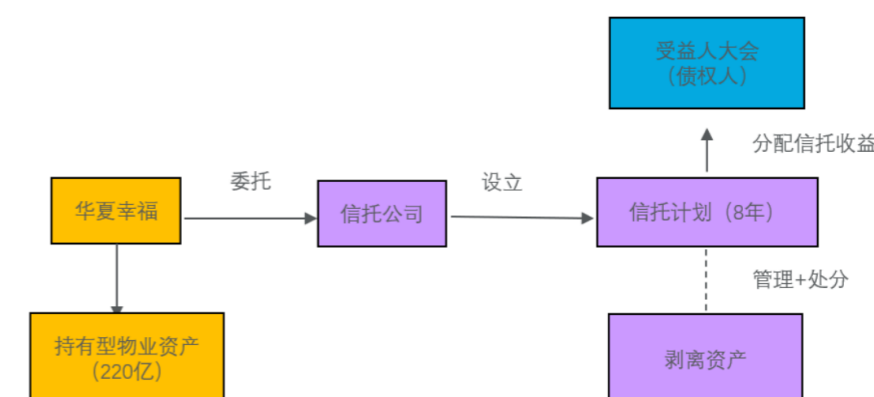 受益人大会
（债权人）
分配信托收益
委托
设立
华夏幸福
信托公司
信托计划（8年）
管理+处分
持有型物业资产
（220亿）
剥离资产